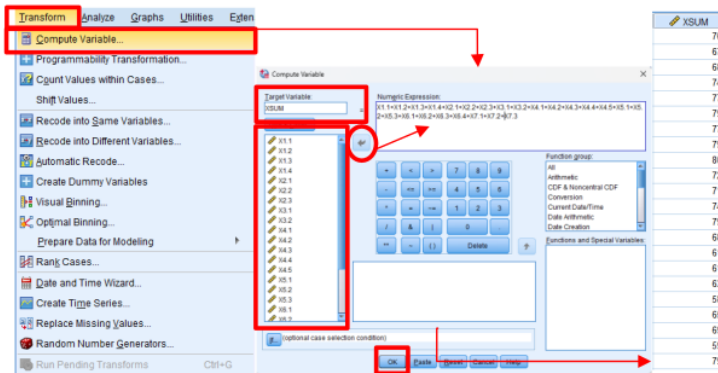 Transform Analyze Graphs Utilities Exten
Compute Variable...
Programmability Transformation...
Count Values within Cases...
Shift Values...
Recode into Same Variables...
Recode into Different Variables...
Automatic Recode...
Create Dummy Variables
Visual Binning...
Optimal Binning...
Prepare Data for Modeling
Rank Cases...
Date and Time Wizard...
Create Time Series...
Replace Missing Values...
Random Number Generators...
Run Pending Transforms Ctrl+G
Compute Variable
Target Variable:
XSUM
=
Numeric Expression:
X1.1+X1.2+X1.3+X1.4+X2.1+X2.2+X2.3+X3.1+X3.2+X4.1+X4.2+X4.3+X4.4+X4.5+X5.1+X5.
2+X5.3+X6.1+X6.2+X6.3+X6.4+X7.1+X7.2+X7.3
X1.1
X1.2
X1.3
X1.4
X2.1
X2.2
X2.3
X3.1
X3.2
X4.1
X4.2
X4.3
X4.4
X4.5
X5.1
X5.2
X5.3
X6.1
X6.2
+ < > 7 8 9
- <= >= 4 5 6
* = ~= 1 2 3
/ & | 0 .
** ~ () Delete
Function group:
All
Arithmetic
CDF & Noncentral CDF
Conversion
Current Date/Time
Date Arithmetic
Date Creation
Functions and Special Variables:
If... (optional case selection condition)
OK Paste Reset Cancel Help
XSUM